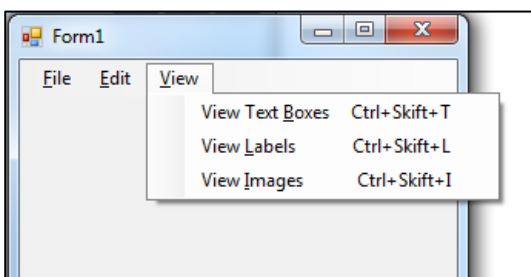 Form1
File Edit View
View Text Boxes Ctrl+Skift+T
View Labels Ctrl+Skift+L
View Images Ctrl+Skift+I